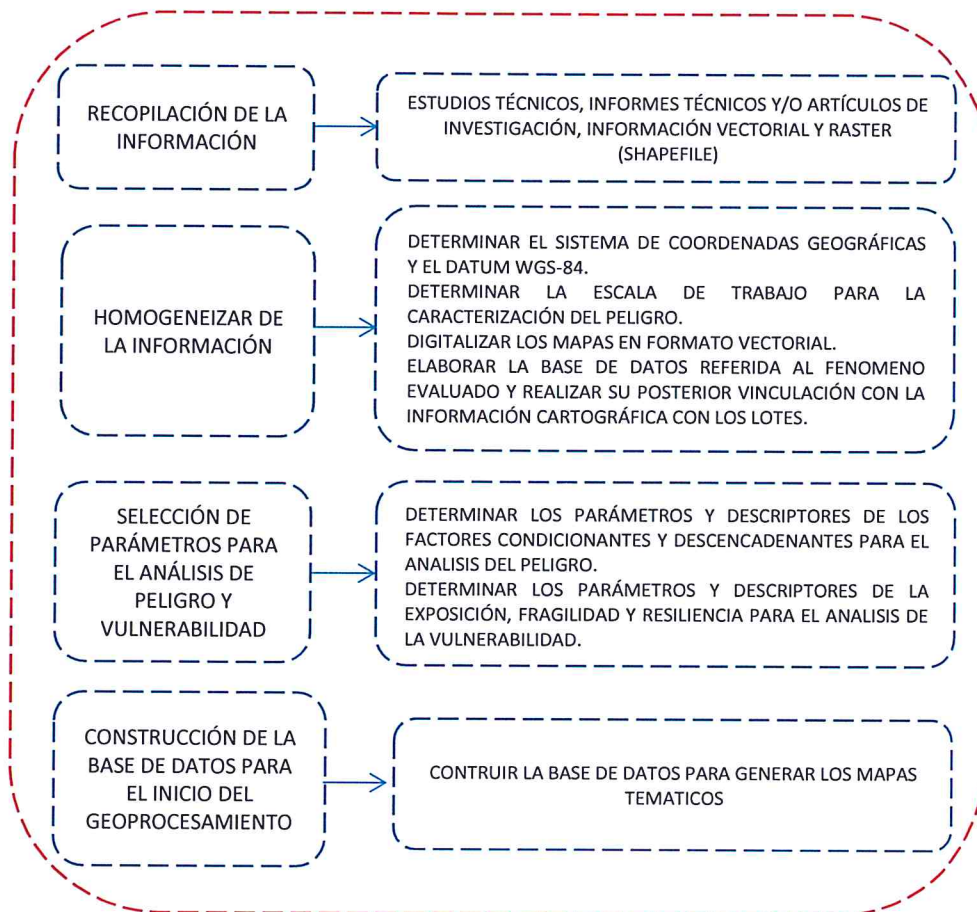 RECOPILACIÓN DE LA
INFORMACIÓN
ESTUDIOS TÉCNICOS, INFORMES TÉCNICOS Y/O ARTÍCULOS DE
INVESTIGACIÓN, INFORMACIÓN VECTORIAL Y RASTER
(SHAPEFILE)
HOMOGENEIZAR DE
LA INFORMACIÓN
DETERMINAR EL SISTEMA DE COORDENADAS GEOGRÁFICAS
Y EL DATUM WGS-84.
DETERMINAR LA ESCALA DE TRABAJO PARA LA
CARACTERIZACIÓN DEL PELIGRO.
DIGITALIZAR LOS MAPAS EN FORMATO VECTORIAL.
ELABORAR LA BASE DE DATOS REFERIDA AL FENOMENO
EVALUADO Y REALIZAR SU POSTERIOR VINCULACIÓN CON LA
INFORMACIÓN CARTOGRÁFICA CON LOS LOTES.
SELECCIÓN DE
PARÁMETROS PARA
EL ANÁLISIS DE
PELIGRO Y
VULNERABILIDAD
DETERMINAR LOS PARÁMETROS Y DESCRIPTORES DE LOS
FACTORES CONDICIONANTES Y DESCENCADENANTES PARA EL
ANALISIS DEL PELIGRO.
DETERMINAR LOS PARÁMETROS Y DESCRIPTORES DE LA
EXPOSICIÓN, FRAGILIDAD Y RESILIENCIA PARA EL ANALISIS DE
LA VULNERABILIDAD.
CONSTRUCCIÓN DE LA
BASE DE DATOS PARA
EL INICIO DEL
GEOPROCESAMIENTO
CONTRUIR LA BASE DE DATOS PARA GENERAR LOS MAPAS
TEMATICOS